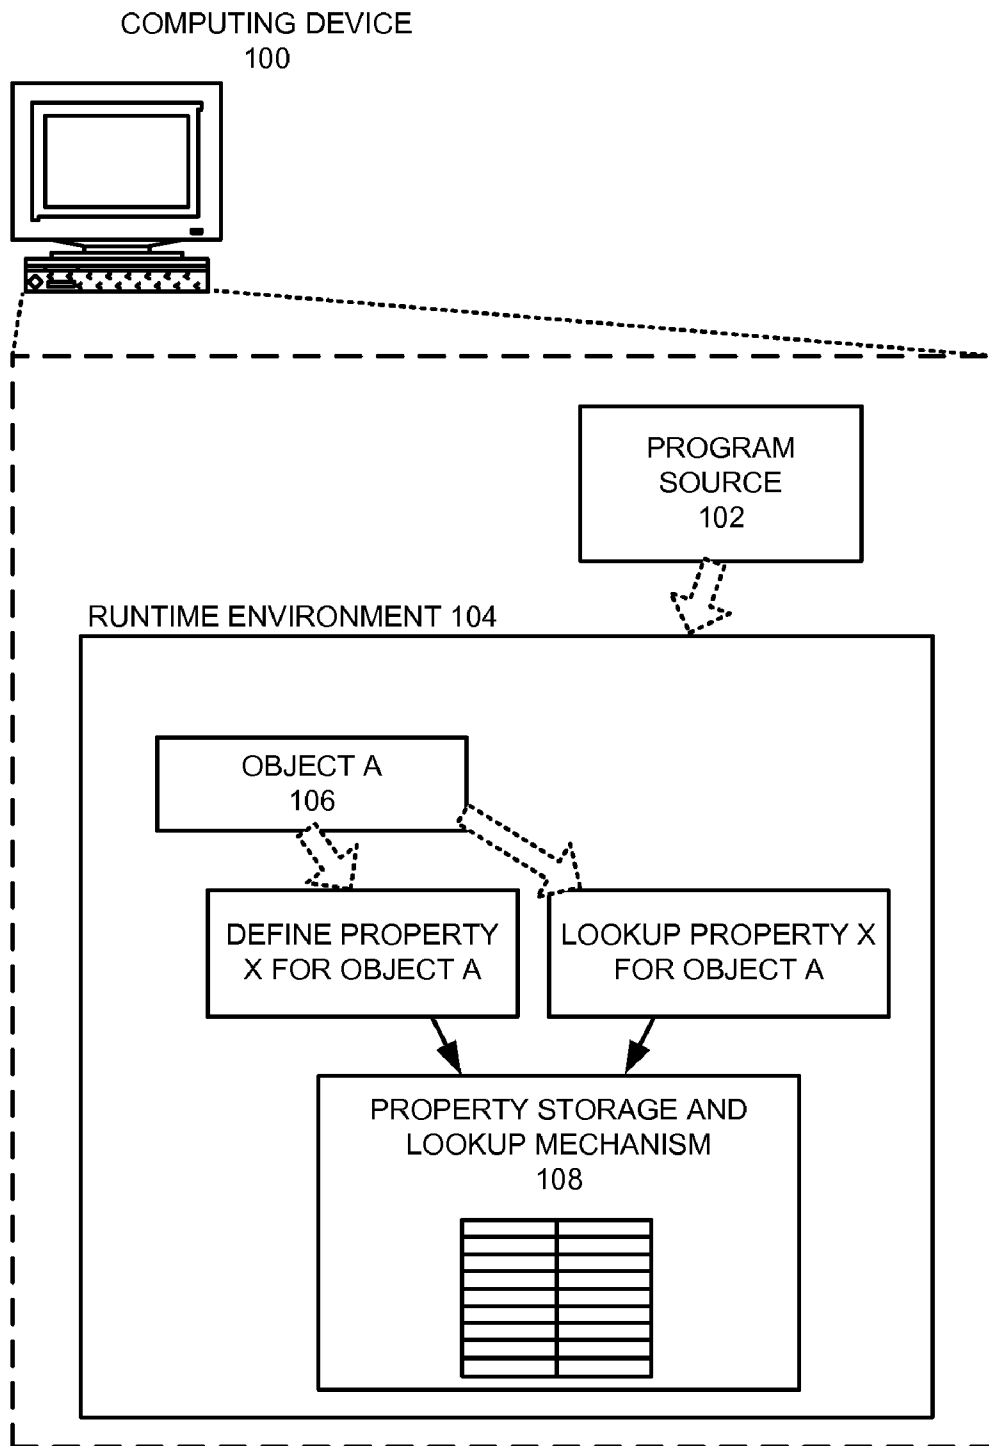 COMPUTING DEVICE
100
PROGRAM
SOURCE
102
RUNTIME ENVIRONMENT 104
OBJECT A
106
DEFINE PROPERTY
X FOR OBJECT A
LOOKUP PROPERTY X
FOR OBJECT A
PROPERTY STORAGE AND
LOOKUP MECHANISM
108